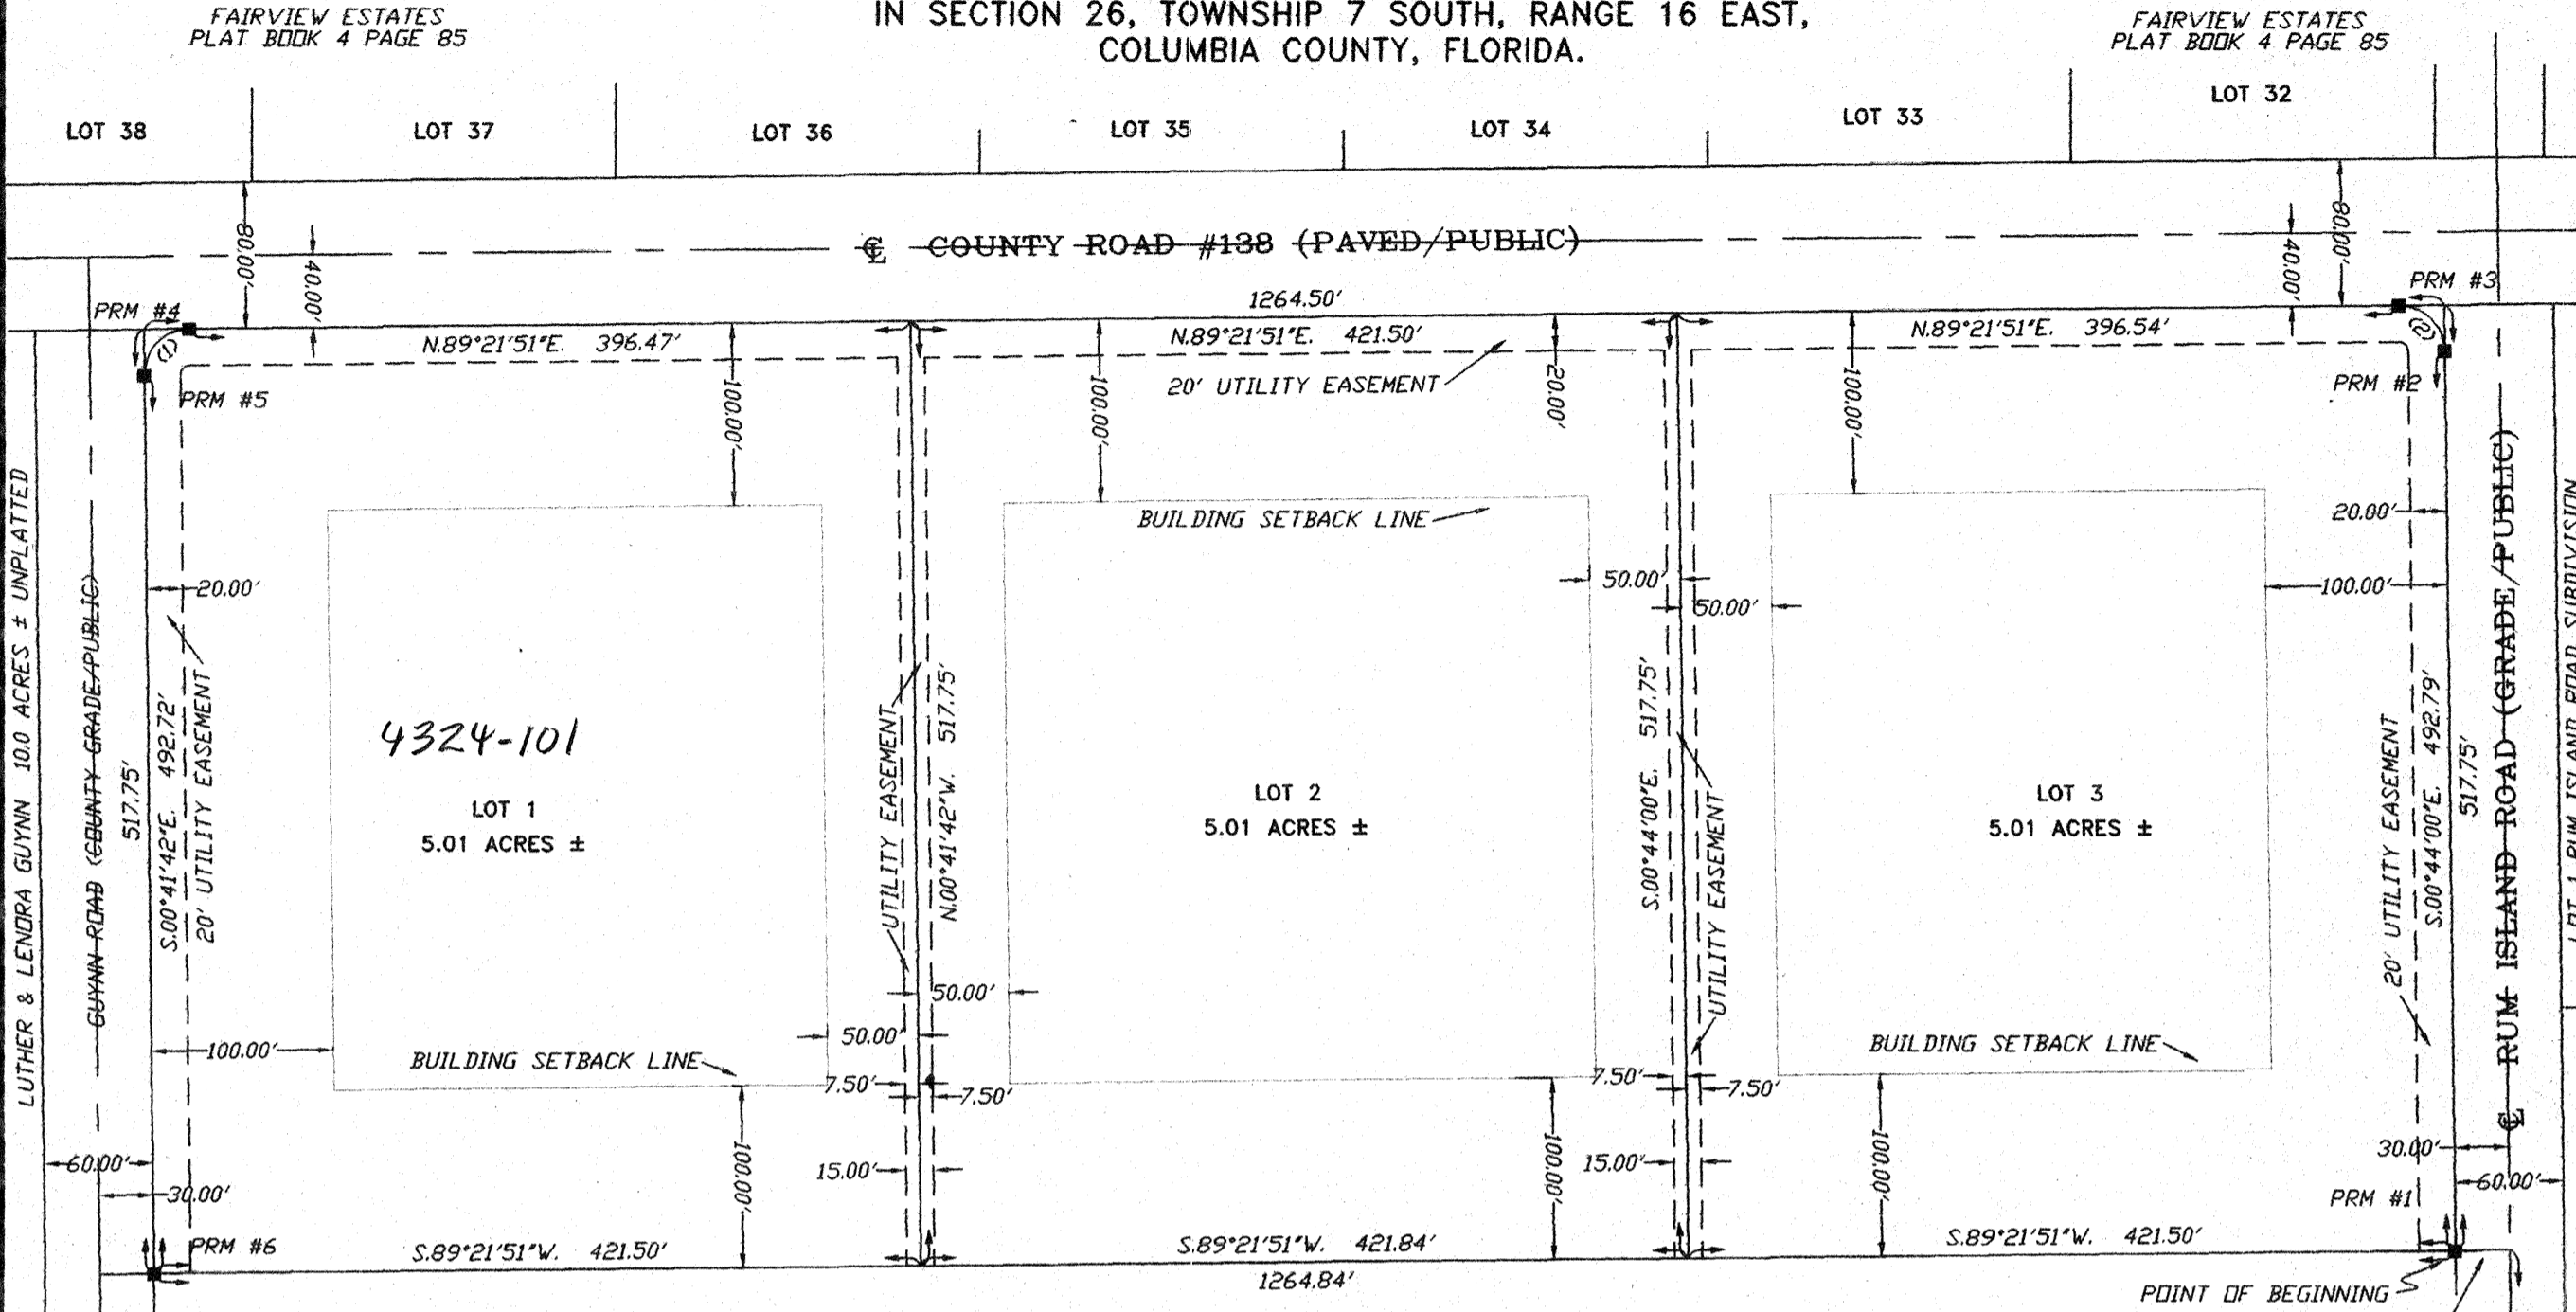 FAIRVIEW ESTATES
PLAT BOOK 4 PAGE 85
IN SECTION 26, TOWNSHIP 7 SOUTH, RANGE 16 EAST,
COLUMBIA COUNTY, FLORIDA.
FAIRVIEW ESTATES
PLAT BOOK 4 PAGE 85
LOT 38
LOT 37
LOT 36
LOT 35
LOT 34
LOT 33
LOT 32
80.00'
40.00'
℄ COUNTY ROAD #138 (PAVED/PUBLIC)
40.00'
80.00'
PRM #4
1264.50'
PRM #3
(1)
N.89°21'51"E. 396.47'
N.89°21'51"E. 421.50'
N.89°21'51"E. 396.54'
(2)
PRM #5
100.00'
100.00'
20' UTILITY EASEMENT
20.00'
100.00'
PRM #2
BUILDING SETBACK LINE
20.00'
20.00'
50.00'
50.00'
100.00'
LUTHER & LENORA GUYNN 10.0 ACRES ± UNPLATTED
GUYNN ROAD (COUNTY GRADE/PUBLIC)
517.75'
S.00°41'42"E. 492.72'
20' UTILITY EASEMENT
4324-101
LOT 1
5.01 ACRES ±
UTILITY EASEMENT
N.00°41'42"W. 517.75'
LOT 2
5.01 ACRES ±
S.00°44'00"E. 517.75'
UTILITY EASEMENT
LOT 3
5.01 ACRES ±
20' UTILITY EASEMENT
S.00°44'00"E. 492.79'
517.75'
℄ RUM ISLAND ROAD (GRADE/PUBLIC)
LOT 1 RUM ISLAND ROAD SUBDIVISION
50.00'
50.00'
100.00'
BUILDING SETBACK LINE
BUILDING SETBACK LINE
7.50'
7.50'
7.50'
7.50'
60.00'
30.00'
100.00'
15.00'
100.00'
15.00'
100.00'
30.00'
60.00'
PRM #1
PRM #6
S.89°21'51"W. 421.50'
S.89°21'51"W. 421.84'
S.89°21'51"W. 421.50'
1264.84'
POINT OF BEGINNING